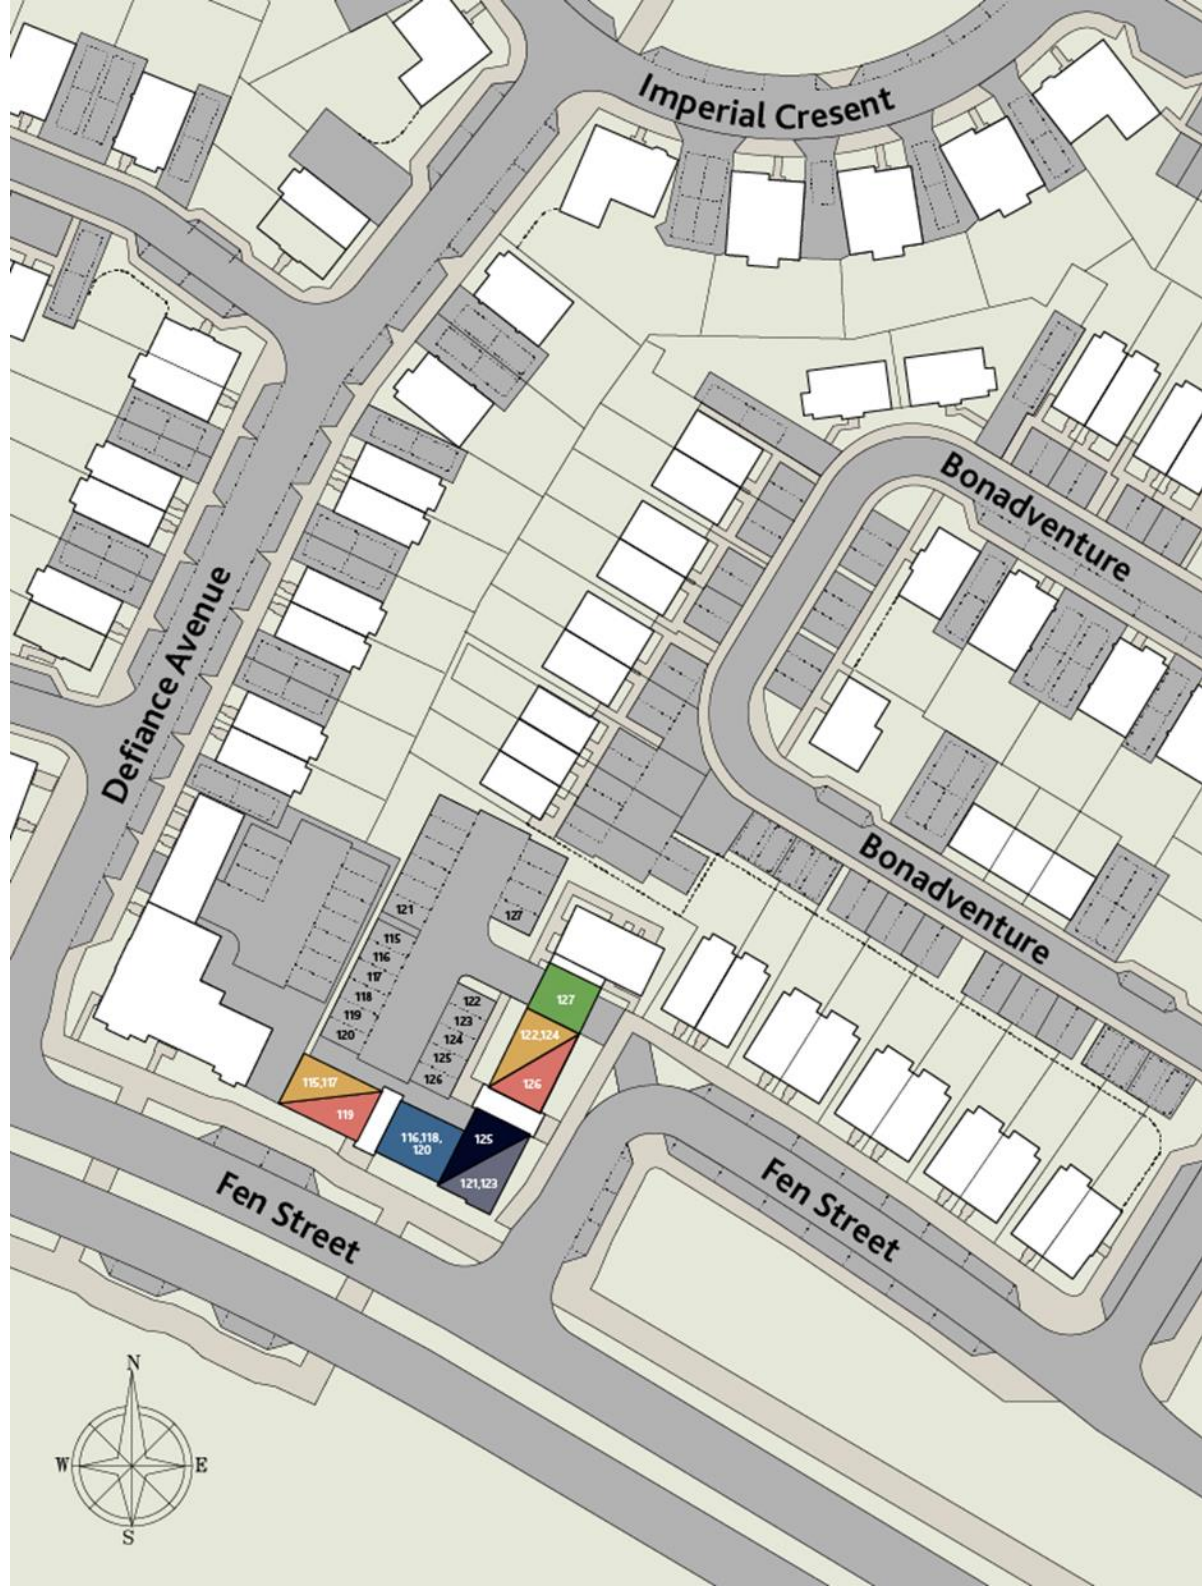 Imperial Cresent
Bonadventure
Defiance Avenue
Bonadventure
121
127
115
116
117
118
119
120
122
123
124
125
126
127
122,124
126
115,117
119
116,118,
120
125
121,123
Fen Street
Fen Street
N
W
E
S